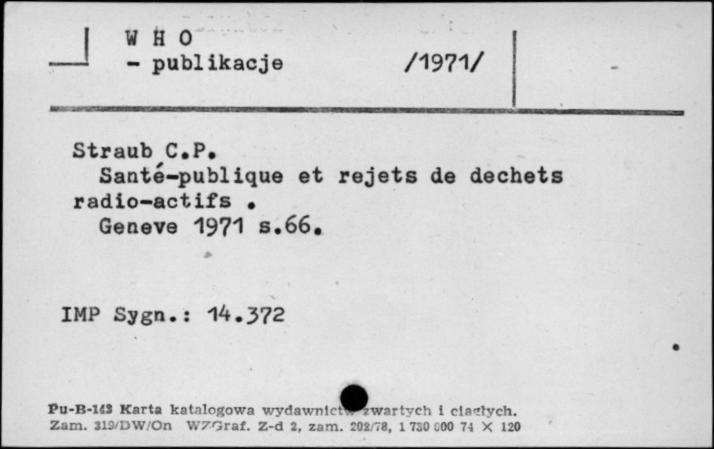 W H O
- publikacje /1971/
Straub C.P.
Santé-publique et rejets de dechets
radio-actifs .
Geneve 1971 s.66.
IMP Sygn.: 14.372
Pu-B-143 Karta katalogowa wydawnictw zwartych i ciągłych.
Zam. 319/DW/On WZGraf. Z-d 2, zam. 202/78, 1 730 000 74 X 120